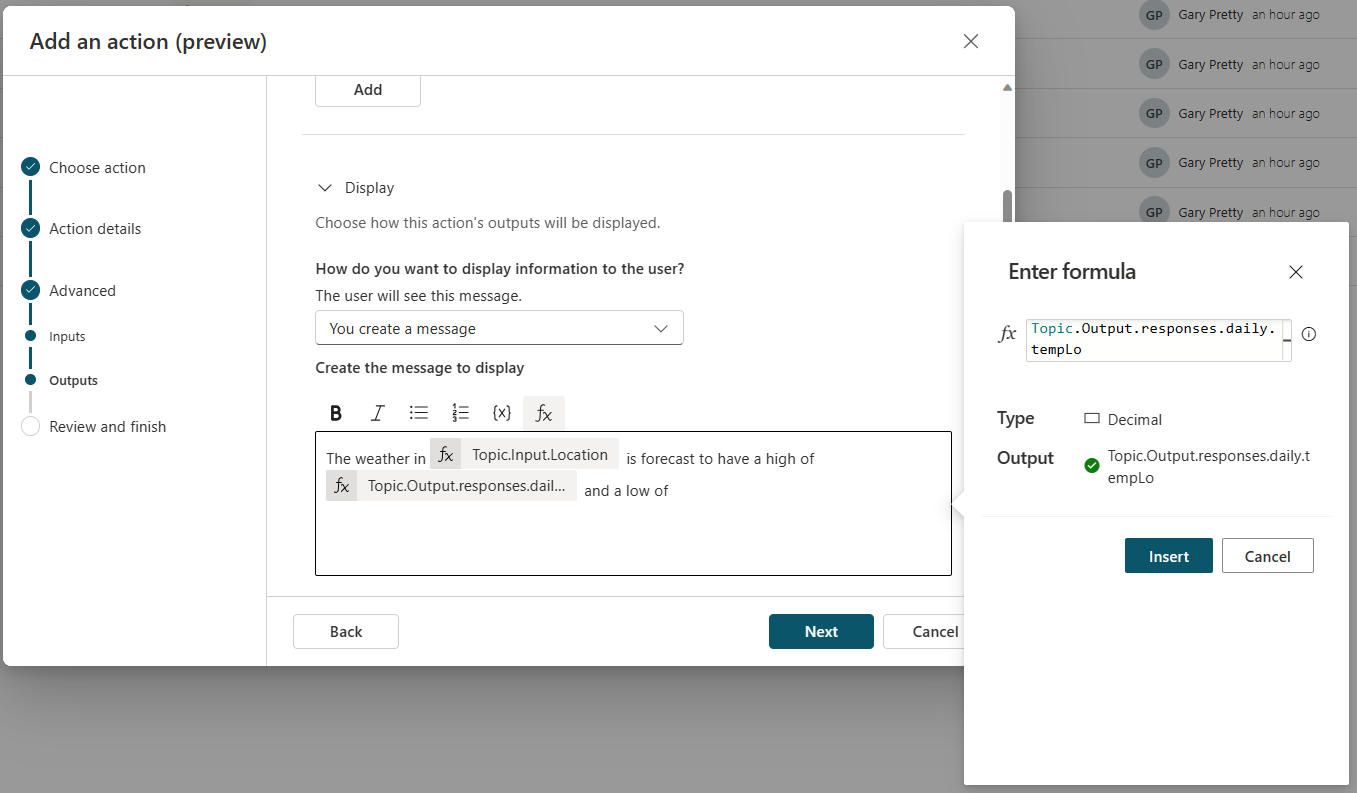 Add an action (preview)
Add
Choose action
Action details
Advanced
Inputs
Outputs
Review and finish
Display
Choose how this action's outputs will be displayed.
How do you want to display information to the user?
The user will see this message.
You create a message
Create the message to display
B I {x} fx
The weather in fx Topic.Input.Location is forecast to have a high of
fx Topic.Output.responses.dail... and a low of
Back
Next
Cancel
GP Gary Pretty an hour ago
GP Gary Pretty an hour ago
GP Gary Pretty an hour ago
GP Gary Pretty an hour ago
GP Gary Pretty an hour ago
Enter formula
fx Topic.Output.responses.daily.
tempLo
Type Decimal
Output Topic.Output.responses.daily.t
empLo
Insert Cancel